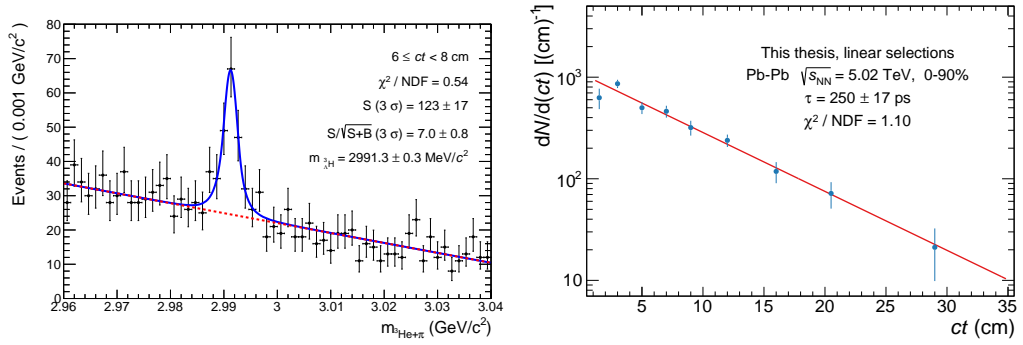 80
70
60
50
40
30
20
10
0
Events / ( 0.001 GeV/c²)
6 ≤ ct < 8 cm
χ² / NDF = 0.54
S (3 σ) = 123 ± 17
S/√S+B (3 σ) = 7.0 ± 0.8
m ³ΛH = 2991.3 ± 0.3 MeV/c²
2.96 2.97 2.98 2.99 3 3.01 3.02 3.03 3.04
m³He+π (GeV/c²)
dN/d(ct) [(cm)⁻¹]
10³
10²
10
This thesis, linear selections
Pb-Pb √sNN = 5.02 TeV, 0-90%
τ = 250 ± 17 ps
χ² / NDF = 1.10
5 10 15 20 25 30 35
ct (cm)